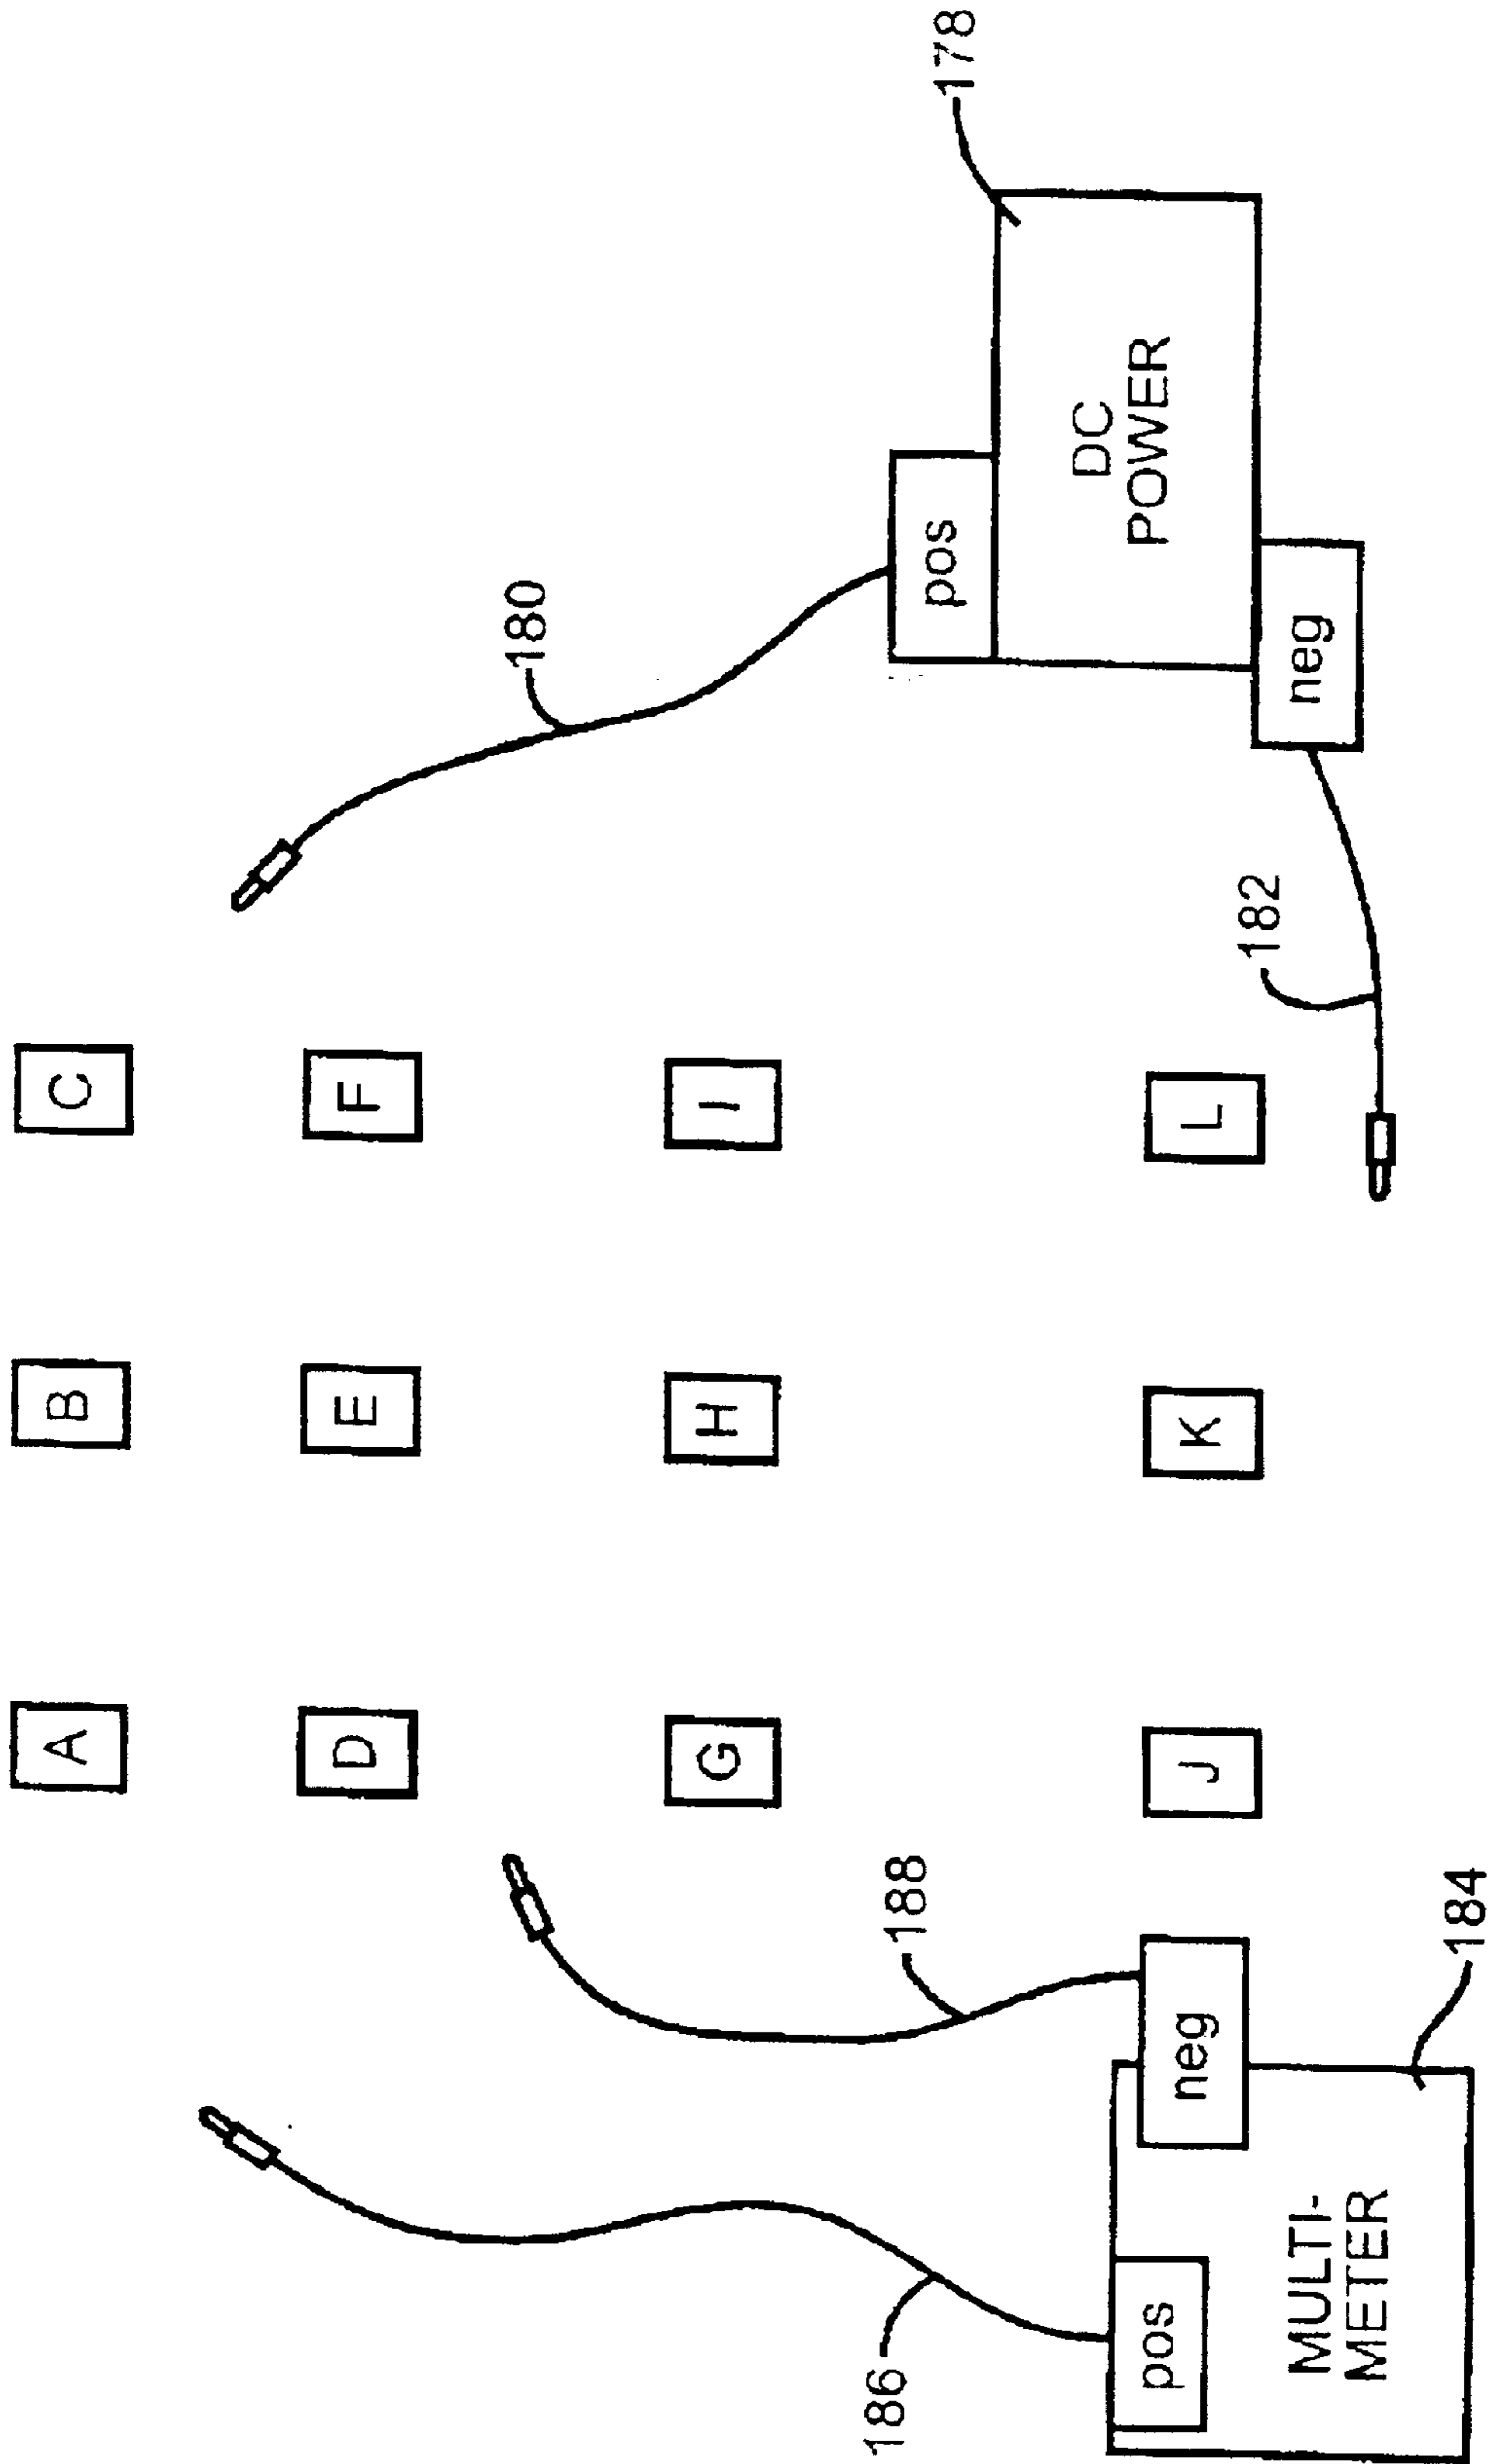 A
B
C
D
E
F
180
G
H
I
186
188
pos
178
pos
neg
J
K
L
182
DC
POWER
MULTI-
METER
184
neg